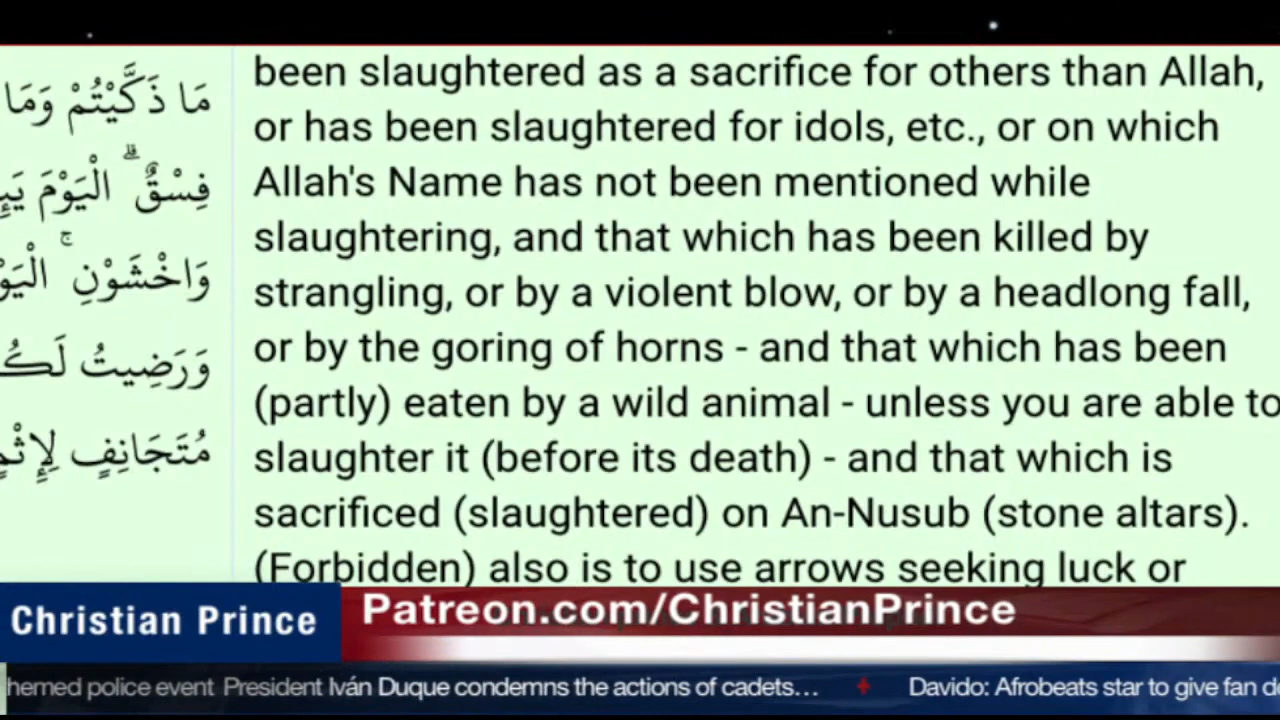 مَا ذَكَّيْتُمْ وَمَا
فِسْقٌ ۗ الْيَوْمَ
وَاخْشَوْنِ ۚ
وَرَضِيتُ
مُتَجَانِفٍ
been slaughtered as a sacrifice for others than Allah,
or has been slaughtered for idols, etc., or on which
Allah's Name has not been mentioned while
slaughtering, and that which has been killed by
strangling, or by a violent blow, or by a headlong fall,
or by the goring of horns - and that which has been
(partly) eaten by a wild animal - unless you are able to
slaughter it (before its death) - and that which is
sacrificed (slaughtered) on An-Nusub (stone altars).
(Forbidden) also is to use arrows seeking luck or
Christian Prince
Patreon.com/ChristianPrince
police event President Iván Duque condemns the actions of cadets... Davido: Afrobeats star to give fan